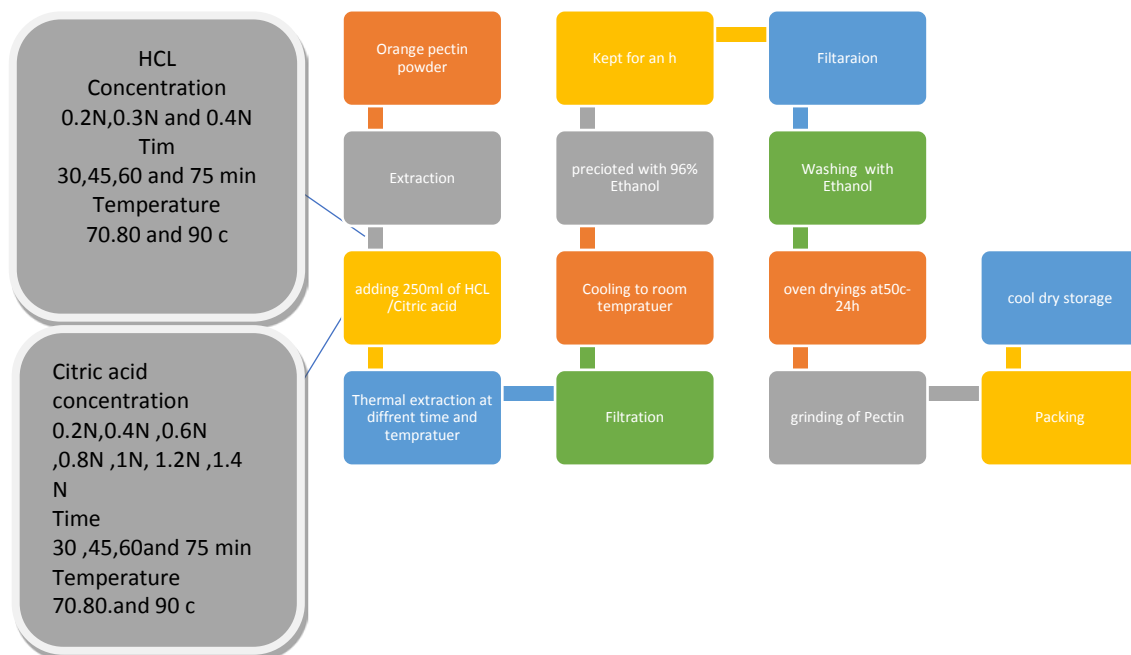 HCL
Concentration
0.2N,0.3N and 0.4N
Tim
30,45,60 and 75 min
Temperature
70.80 and 90 c
Citric acid
concentration
0.2N,0.4N ,0.6N
,0.8N ,1N, 1.2N ,1.4
N
Time
30 ,45,60and 75 min
Temperature
70.80.and 90 c
Orange pectin
powder
Extraction
adding 250ml of HCL
/Citric acid
Thermal extraction at
diffrent time and
tempratuer
Filtration
Cooling to room
tempratuer
precioted with 96%
Ethanol
Kept for an h
Filtaraion
Washing with
Ethanol
oven dryings at50c-
24h
grinding of Pectin
Packing
cool dry storage